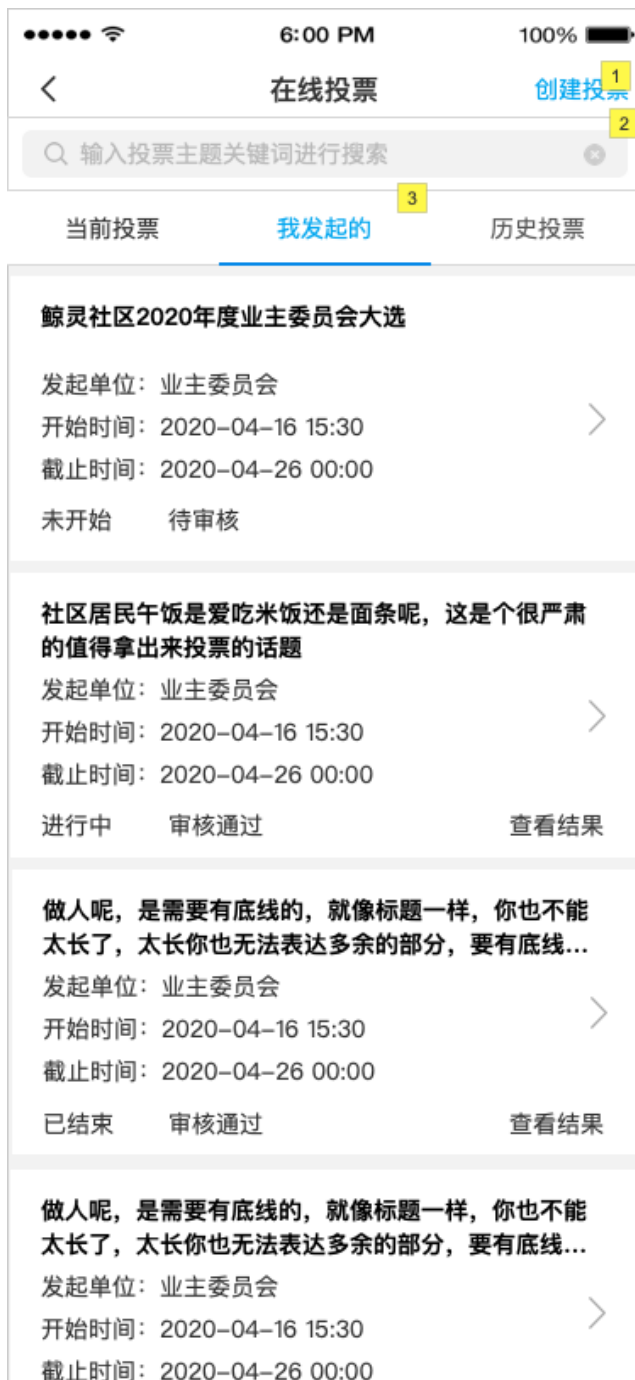 6:00 PM
100%
在线投票
创建投票
1
2
输入投票主题关键词进行搜索
3
当前投票
我发起的
历史投票
鲸灵社区2020年度业主委员会大选
发起单位：业主委员会
开始时间：2020-04-16 15:30
截止时间：2020-04-26 00:00
未开始 待审核
社区居民午饭是爱吃米饭还是面条呢，这是个很严肃
的值得拿出来投票的话题
发起单位：业主委员会
开始时间：2020-04-16 15:30
截止时间：2020-04-26 00:00
进行中 审核通过 查看结果
做人呢，是需要有底线的，就像标题一样，你也不能
太长了，太长你也无法表达多余的部分，要有底线...
发起单位：业主委员会
开始时间：2020-04-16 15:30
截止时间：2020-04-26 00:00
已结束 审核通过 查看结果
做人呢，是需要有底线的，就像标题一样，你也不能
太长了，太长你也无法表达多余的部分，要有底线...
发起单位：业主委员会
开始时间：2020-04-16 15:30
截止时间：2020-04-26 00:00